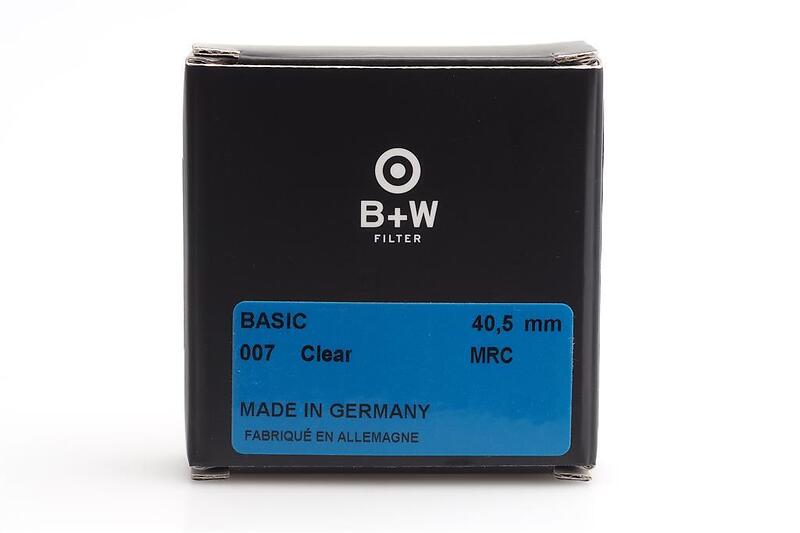 B+W
FILTER
BASIC 40,5 mm
007 Clear MRC
MADE IN GERMANY
FABRIQUÉ EN ALLEMAGNE